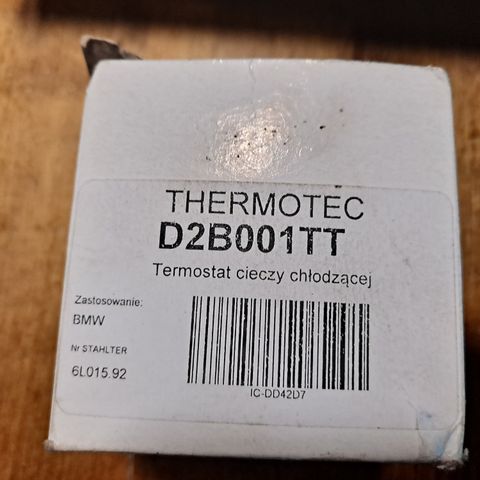 THERMOTEC
D2B001TT
Termostat cieczy chłodzącej
Zastosowanie:
BMW
Nr STAHLTER
6L015.92
IC-DD42D7